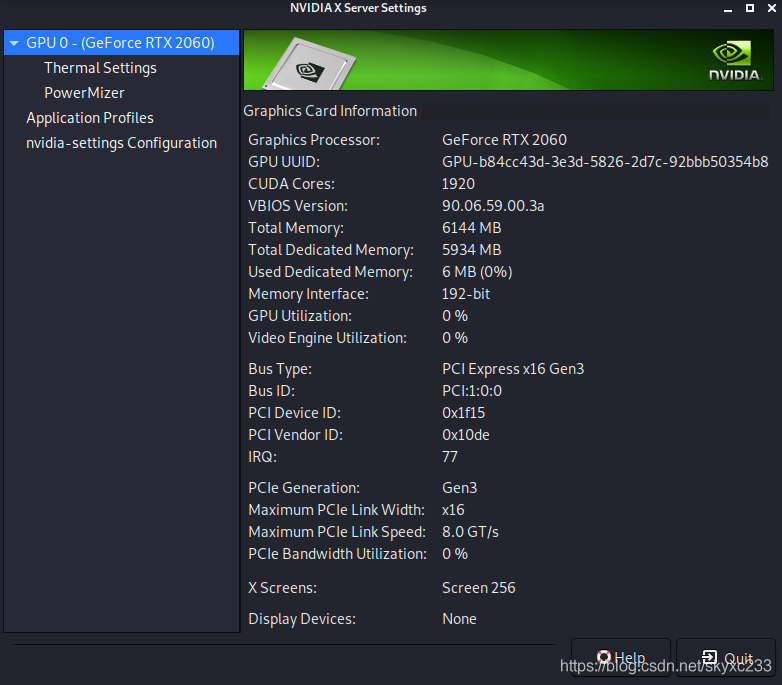 NVIDIA X Server Settings
GPU 0 - (GeForce RTX 2060)
Thermal Settings
PowerMizer
Application Profiles
nvidia-settings Configuration
NVIDIA.
Graphics Card Information
Graphics Processor: GeForce RTX 2060
GPU UUID: GPU-b84cc43d-3e3d-5826-2d7c-92bbb50354b8
CUDA Cores: 1920
VBIOS Version: 90.06.59.00.3a
Total Memory: 6144 MB
Total Dedicated Memory: 5934 MB
Used Dedicated Memory: 6 MB (0%)
Memory Interface: 192-bit
GPU Utilization: 0 %
Video Engine Utilization: 0 %
Bus Type: PCI Express x16 Gen3
Bus ID: PCI:1:0:0
PCI Device ID: 0x1f15
PCI Vendor ID: 0x10de
IRQ: 77
PCIe Generation: Gen3
Maximum PCIe Link Width: x16
Maximum PCIe Link Speed: 8.0 GT/s
PCIe Bandwidth Utilization: 0 %
X Screens: Screen 256
Display Devices: None
Help Quit
https://blog.csdn.net/skyxc233